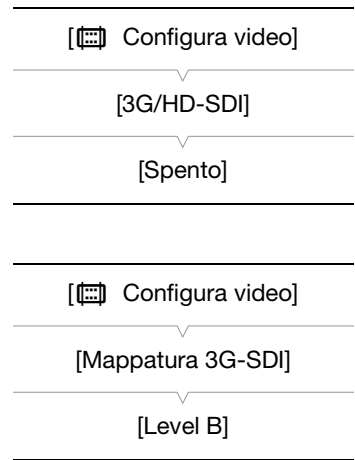 [ Configura video]
[3G/HD-SDI]
[Spento]
[ Configura video]
[Mappatura 3G-SDI]
[Level B]